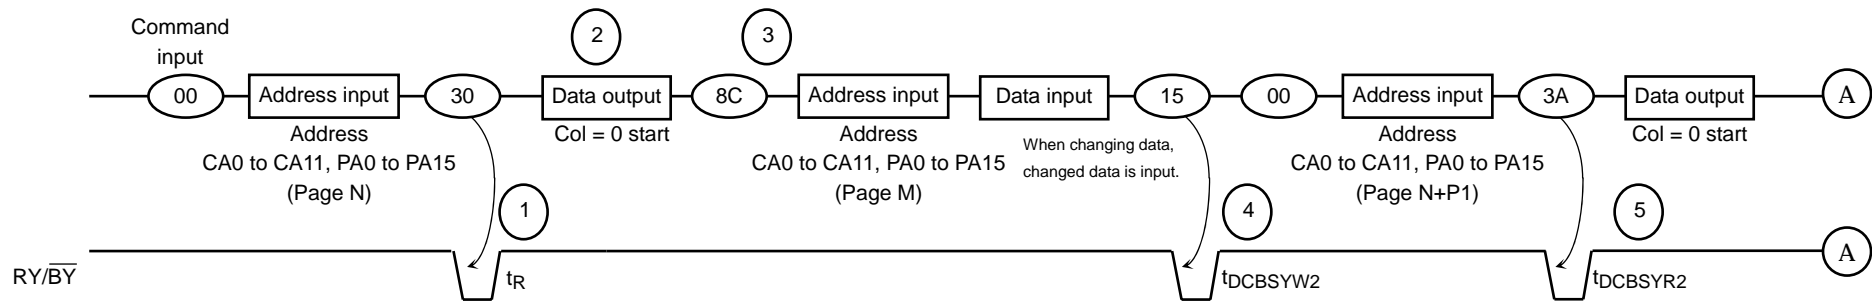 Command
input
2
3
00
Address input
30
Data output
8C
Address input
Data input
15
00
Address input
3A
Data output
A
Address
CA0 to CA11, PA0 to PA15
(Page N)
Col = 0 start
Address
CA0 to CA11, PA0 to PA15
(Page M)
When changing data,
changed data is input.
Address
CA0 to CA11, PA0 to PA15
(Page N+P1)
Col = 0 start
1
4
5
RY/BY
tR
tDCBSYW2
tDCBSYR2
A